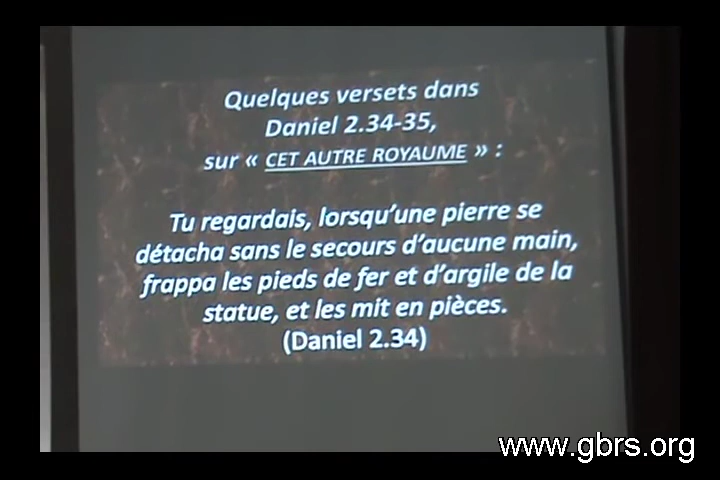 Quelques versets dans
Daniel 2.34-35,
sur « CET AUTRE ROYAUME » :
Tu regardais, lorsqu'une pierre se
détacha sans le secours d'aucune main,
frappa les pieds de fer et d'argile de la
statue, et les mit en pièces.
(Daniel 2.34)
www.gbrs.org